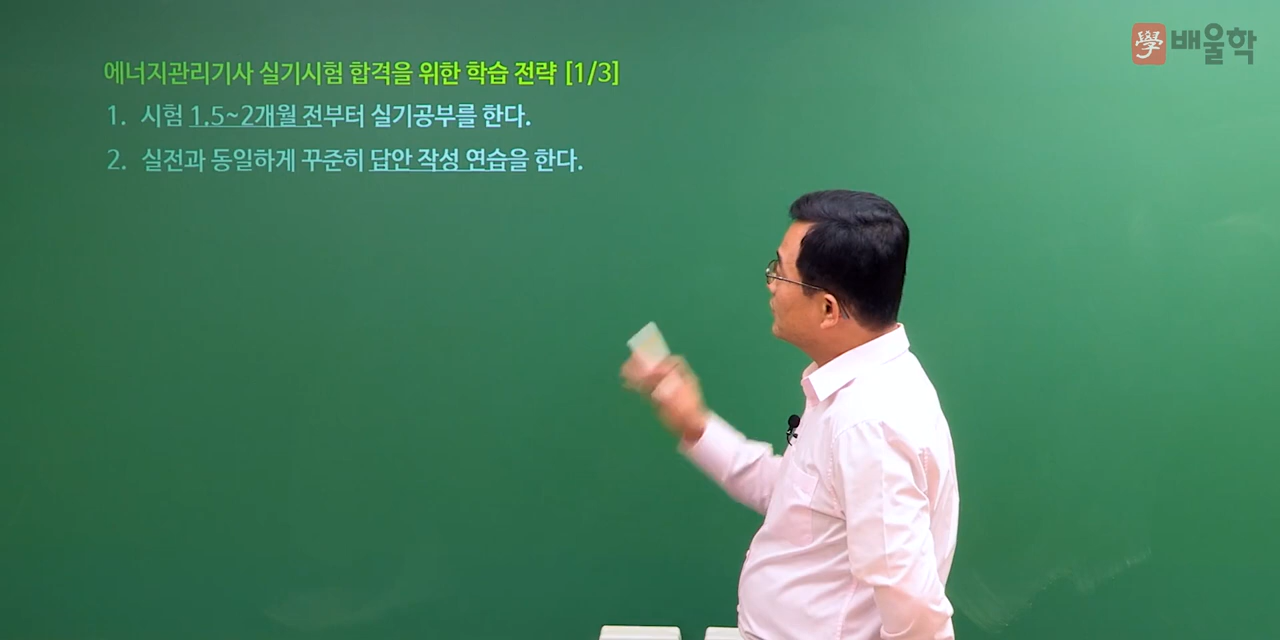 學배울학
에너지관리기사 실기시험 합격을 위한 학습 전략 [1/3]
1. 시험 1.5~2개월 전부터 실기공부를 한다.
2. 실전과 동일하게 꾸준히 답안 작성 연습을 한다.